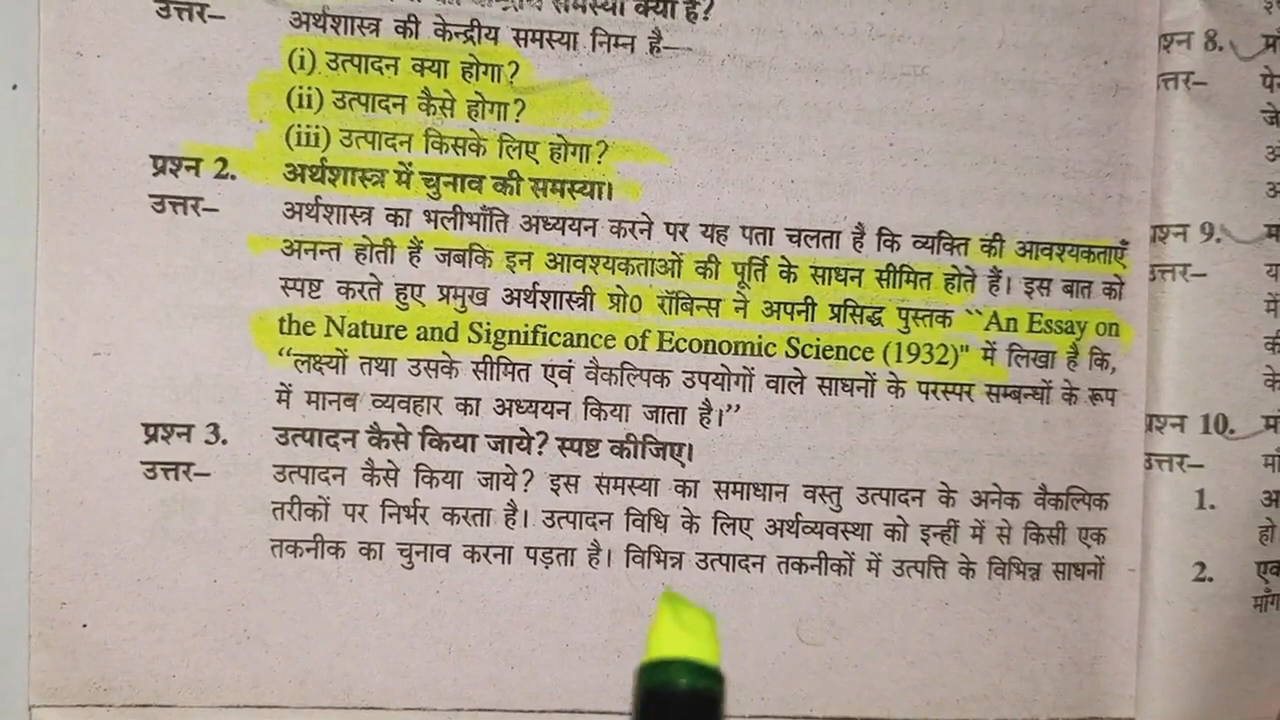 समस्या क्या है?
उत्तर– अर्थशास्त्र की केन्द्रीय समस्या निम्न है—
(i) उत्पादन क्या होगा?
(ii) उत्पादन कैसे होगा?
(iii) उत्पादन किसके लिए होगा?
प्रश्न 2. अर्थशास्त्र में चुनाव की समस्या।
उत्तर– अर्थशास्त्र का भलीभाँति अध्ययन करने पर यह पता चलता है कि व्यक्ति की आवश्यकताएँ
अनन्त होती हैं जबकि इन आवश्यकताओं की पूर्ति के साधन सीमित होते हैं। इस बात को
स्पष्ट करते हुए प्रमुख अर्थशास्त्री प्रो0 रॉबिन्स ने अपनी प्रसिद्ध पुस्तक ``An Essay on
the Nature and Significance of Economic Science (1932)" में लिखा है कि,
“लक्ष्यों तथा उसके सीमित एवं वैकल्पिक उपयोगों वाले साधनों के परस्पर सम्बन्धों के रूप
में मानव व्यवहार का अध्ययन किया जाता है।”
प्रश्न 3. उत्पादन कैसे किया जाये? स्पष्ट कीजिए।
उत्तर– उत्पादन कैसे किया जाये? इस समस्या का समाधान वस्तु उत्पादन के अनेक वैकल्पिक
तरीकों पर निर्भर करता है। उत्पादन विधि के लिए अर्थव्यवस्था को इन्हीं में से किसी एक
तकनीक का चुनाव करना पड़ता है। विभिन्न उत्पादन तकनीकों में उत्पत्ति के विभिन्न साधनों
प्रश्न 8.
उत्तर–
प्रश्न 9.
उत्तर–
प्रश्न 10.
उत्तर–
1.
2.